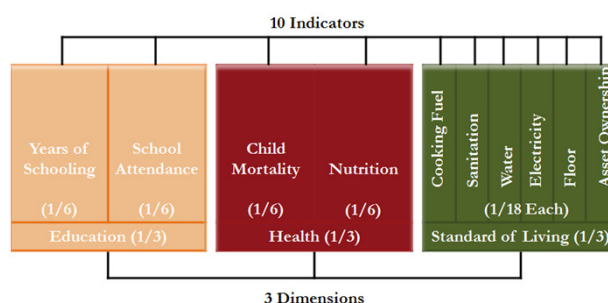 10 Indicators
Years of
Schooling
(1/6)
School
Attendance
(1/6)
Education (1/3)
Child
Mortality
(1/6)
Nutrition
(1/6)
Health (1/3)
Cooking Fuel
Sanitation
Water
Electricity
Floor
Asset Ownership
(1/18 Each)
Standard of Living (1/3)
3 Dimensions